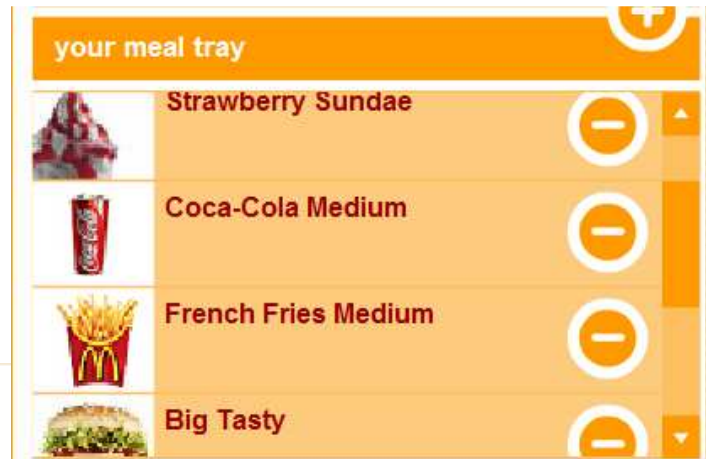 your meal tray
Strawberry Sundae
Coca-Cola Medium
French Fries Medium
Big Tasty